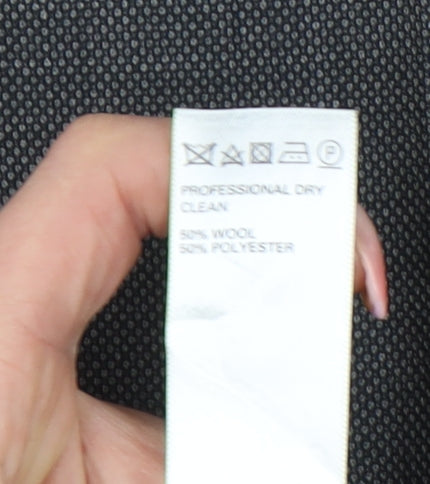 P
PROFESSIONAL DRY
CLEAN
50% WOOL
50% POLYESTER